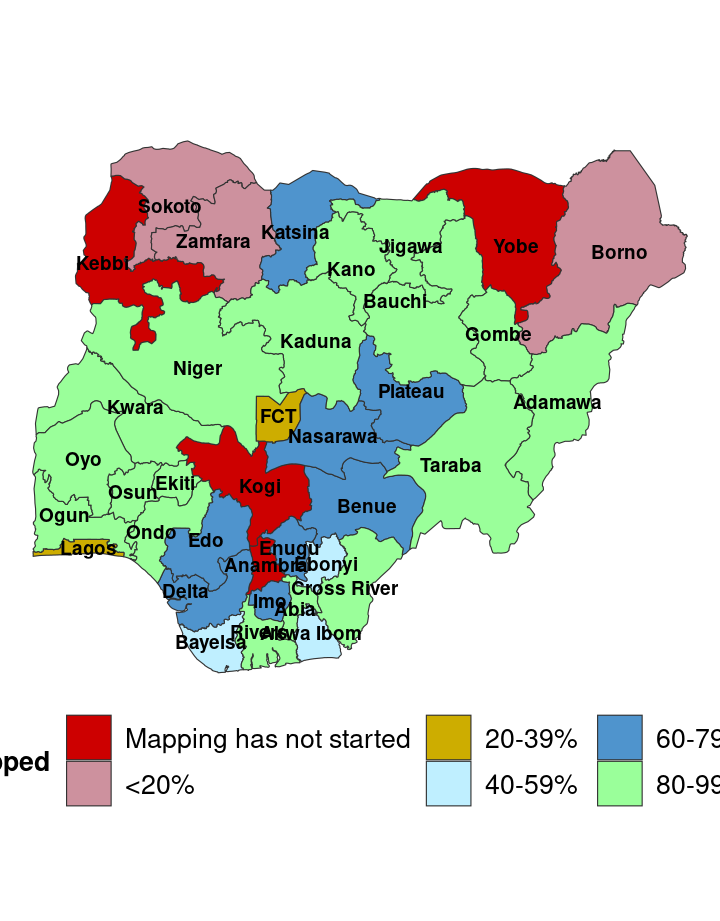 Sokoto
Zamfara
Katsina
Kebbi
Jigawa
Yobe
Borno
Kano
Bauchi
Gombe
Kaduna
Niger
Plateau
Adamawa
Kwara
FCT
Nasarawa
Taraba
Oyo
Osun
Ekiti
Kogi
Benue
Ogun
Lagos
Ondo
Edo
Enugu
Anambra
Ebonyi
Delta
Imo
Abia
Cross River
Bayelsa
Rivers
Akwa Ibom
pped
Mapping has not started
20-39%
60-79
<20%
40-59%
80-99